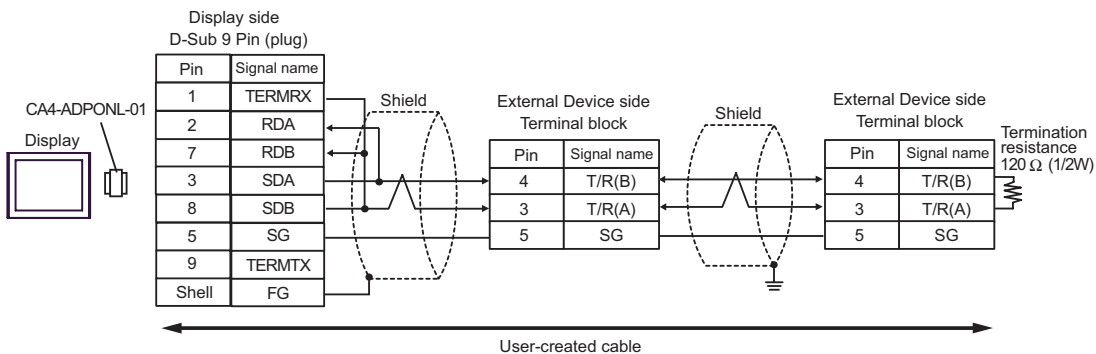 Display side
D-Sub 9 Pin (plug)
Pin Signal name
1 TERMRX
2 RDA
7 RDB
3 SDA
8 SDB
5 SG
9 TERMTX
Shell FG
CA4-ADPONL-01
Display
Shield
External Device side
Terminal block
Pin Signal name
4 T/R(B)
3 T/R(A)
5 SG
Shield
External Device side
Terminal block
Pin Signal name
4 T/R(B)
3 T/R(A)
5 SG
Termination
resistance
120 Ω (1/2W)
User-created cable